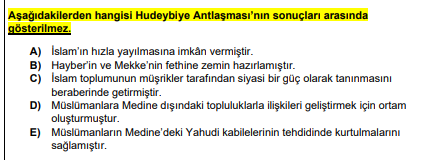 Aşağıdakilerden hangisi Hudeybiye Antlaşması'nın sonuçları arasında
gösterilmez.
A) İslam'ın hızla yayılmasına imkân vermiştir.
B) Hayber'in ve Mekke'nin fethine zemin hazırlamıştır.
C) İslam toplumunun müşrikler tarafından siyasi bir güç olarak tanınmasını
beraberinde getirmiştir.
D) Müslümanlara Medine dışındaki topluluklarla ilişkileri geliştirmek için ortam
oluşturmuştur.
E) Müslümanların Medine'deki Yahudi kabilelerinin tehdidinde kurtulmalarını
sağlamıştır.